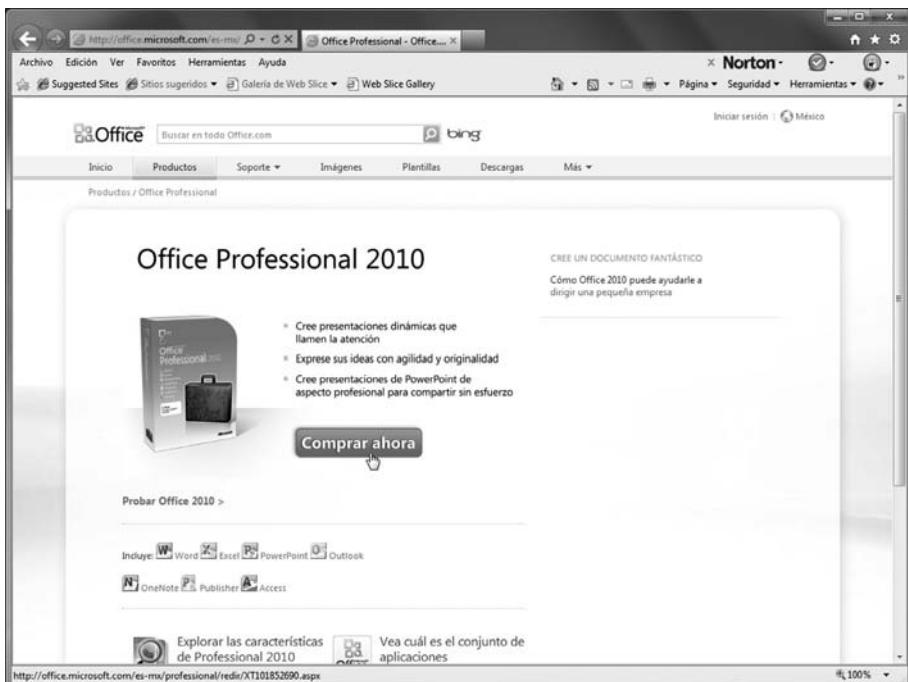 http://office.microsoft.com/es-mx/
Office Professional - Office....
Archivo Edición Ver Favoritos Herramientas Ayuda
Norton
Suggested Sites Sitios sugeridos Galería de Web Slice Web Slice Gallery
Página Seguridad Herramientas
Iniciar sesión | México
Office Buscar en todo Office.com bing
Inicio Productos Soporte Imágenes Plantillas Descargas Más
Productos / Office Professional
Office Professional 2010
CREE UN DOCUMENTO FANTÁSTICO
Cómo Office 2010 puede ayudarle a
dirigir una pequeña empresa
Office
Professional 2010
Cree presentaciones dinámicas que
llamen la atención
Exprese sus ideas con agilidad y originalidad
Cree presentaciones de PowerPoint de
aspecto profesional para compartir sin esfuerzo
Comprar ahora
Probar Office 2010 >
Incluye: Word Excel PowerPoint Outlook
OneNote Publisher Access
Explorar las características
de Professional 2010
Vea cuál es el conjunto de
aplicaciones
http://office.microsoft.com/es-mx/professional/redir/XT101852690.aspx
100%